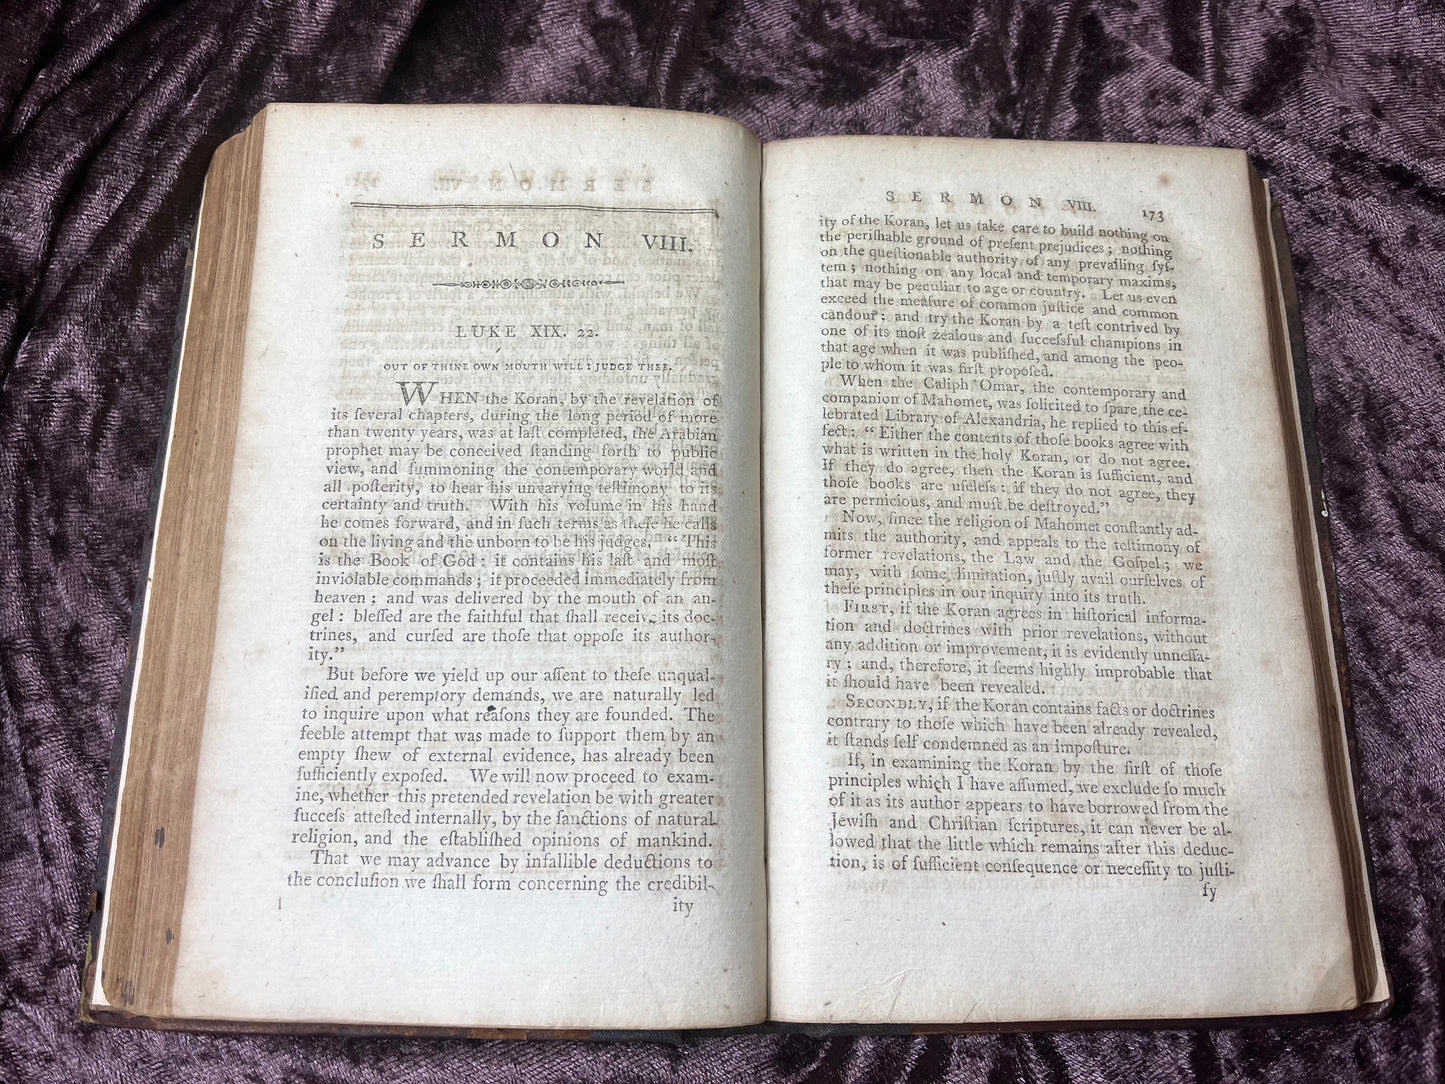 SERMON VIII.
LUKE XIX. 22.
OUT OF THINE OWN MOUTH WILL I JUDGE THEE.
WHEN the Koran, by the revelation of
its ſeveral chapters, during the long period of more
than twenty years, was at laſt completed, the Arabian
prophet may be conceived ſtanding forth to public
view, and ſummoning the contemporary world and
all poſterity, to hear his unvarying teſtimony to its
certainty and truth. With his volume in his hand
he comes forward, and in ſuch terms as theſe he calls
on the living and the unborn to be his judges. “ This
is the Book of God : it contains his laſt and moſt
inviolable commands ; it proceeded immediately from
heaven : and was delivered by the mouth of an an-
gel : bleſſed are the faithful that ſhall receive its doc-
trines, and curſed are thoſe that oppoſe its author-
ity.”
But before we yield up our aſſent to theſe unqual-
ified and peremptory demands, we are naturally led
to inquire upon what reaſons they are founded. The
feeble attempt that was made to ſupport them by an
empty ſhew of external evidence, has already been
ſufficiently expoſed. We will now proceed to exam-
ine, whether this pretended revelation be with greater
ſucceſs atteſted internally, by the ſanctions of natural
religion, and the eſtabliſhed opinions of mankind.
That we may advance by infallible deductions to
the concluſion we ſhall form concerning the credibil-
ity
SERMON VIII. 173
ity of the Koran, let us take care to build nothing on
the periſhable ground of preſent prejudices ; nothing
on the queſtionable authority of any prevailing ſyſ-
tem ; nothing on any local and temporary maxims,
that may be peculiar to age or country. Let us even
exceed the meaſure of common juſtice and common
candour ; and try the Koran by a teſt contrived by
one of its moſt zealous and ſucceſsful champions in
that age when it was publiſhed, and among the peo-
ple to whom it was firſt propoſed.
When the Caliph Omar, the contemporary and
companion of Mahomet, was ſolicited to ſpare the ce-
lebrated Library of Alexandria, he replied to this ef-
fect : “ Either the contents of thoſe books agree with
what is written in the holy Koran, or do not agree.
If they do agree, then the Koran is ſufficient, and
thoſe books are uſeleſs : if they do not agree, they
are pernicious, and muſt be deſtroyed.”
Now, ſince the religion of Mahomet conſtantly ad-
mits the authority, and appeals to the teſtimony of
former revelations, the Law and the Goſpel ; we
may, with ſome limitation, juſtly avail ourſelves of
theſe principles in our inquiry into its truth.
FIRST, if the Koran agrees in hiſtorical informa-
tion and doctrines with prior revelations, without
any addition or improvement, it is evidently unneſſa-
ry ; and, therefore, it ſeems highly improbable that
it ſhould have been revealed.
SECONDLY, if the Koran contains facts or doctrines
contrary to thoſe which have been already revealed,
it ſtands ſelf condemned as an impoſture.
If, in examining the Koran by the firſt of thoſe
principles which I have aſſumed, we exclude ſo much
of it as its author appears to have borrowed from the
Jewiſh and Chriſtian ſcriptures, it can never be al-
lowed that the little which remains after this deduc-
tion, is of ſufficient conſequence or neceſſity to juſti-
fy